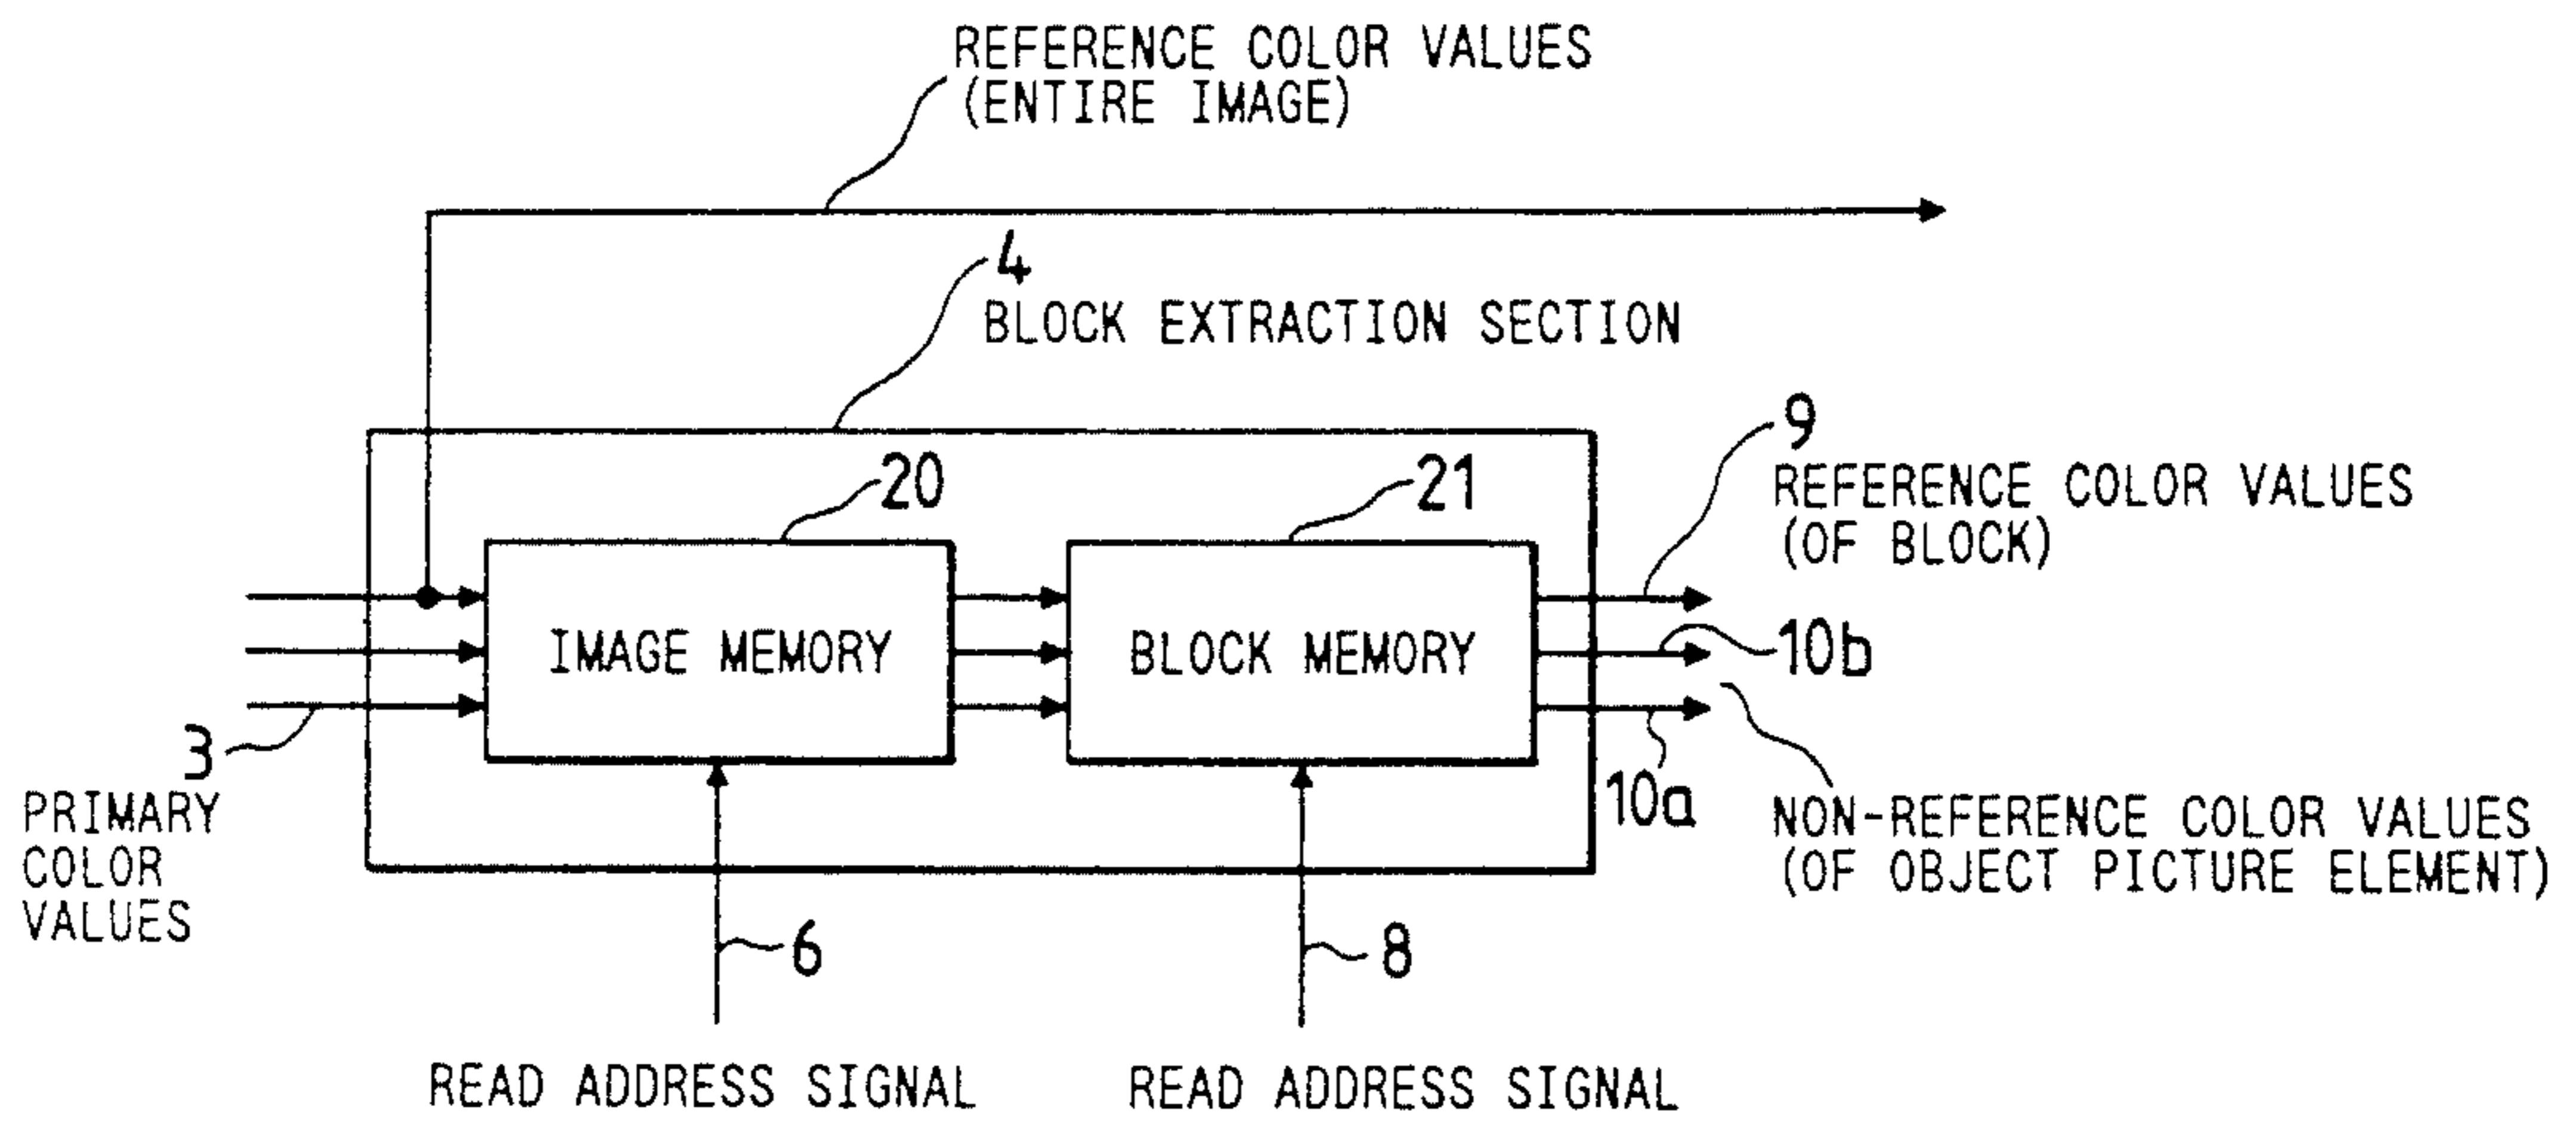 REFERENCE COLOR VALUES
(ENTIRE IMAGE)
4
BLOCK EXTRACTION SECTION
9
REFERENCE COLOR VALUES
(OF BLOCK)
20
21
IMAGE MEMORY
BLOCK MEMORY
10b
3
PRIMARY
COLOR
VALUES
10a
NON-REFERENCE COLOR VALUES
(OF OBJECT PICTURE ELEMENT)
6
8
READ ADDRESS SIGNAL
READ ADDRESS SIGNAL